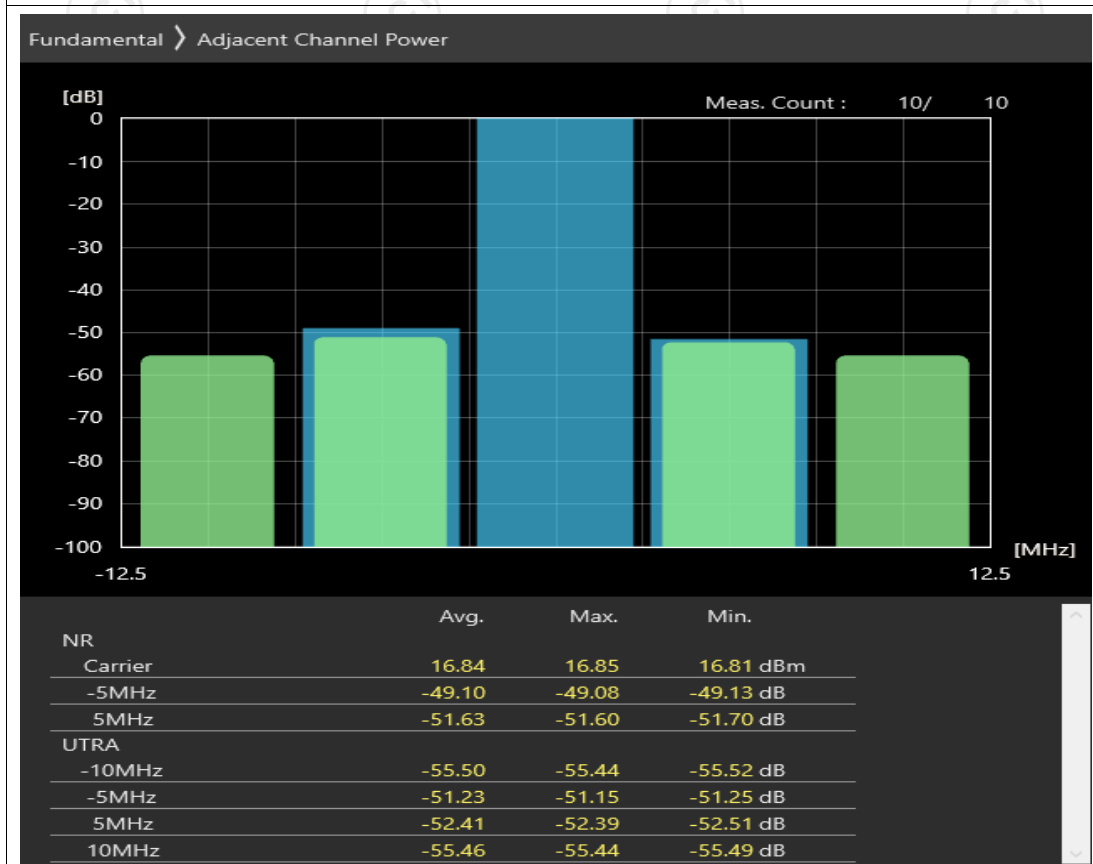 Fundamental 〉 Adjacent Channel Power
[dB]
Meas. Count : 10/ 10
0
-10
-20
-30
-40
-50
-60
-70
-80
-90
-100
[MHz]
-12.5 12.5
Avg. Max. Min.
NR
Carrier 16.84 16.85 16.81 dBm
-5MHz -49.10 -49.08 -49.13 dB
5MHz -51.63 -51.60 -51.70 dB
UTRA
-10MHz -55.50 -55.44 -55.52 dB
-5MHz -51.23 -51.15 -51.25 dB
5MHz -52.41 -52.39 -52.51 dB
10MHz -55.46 -55.44 -55.49 dB